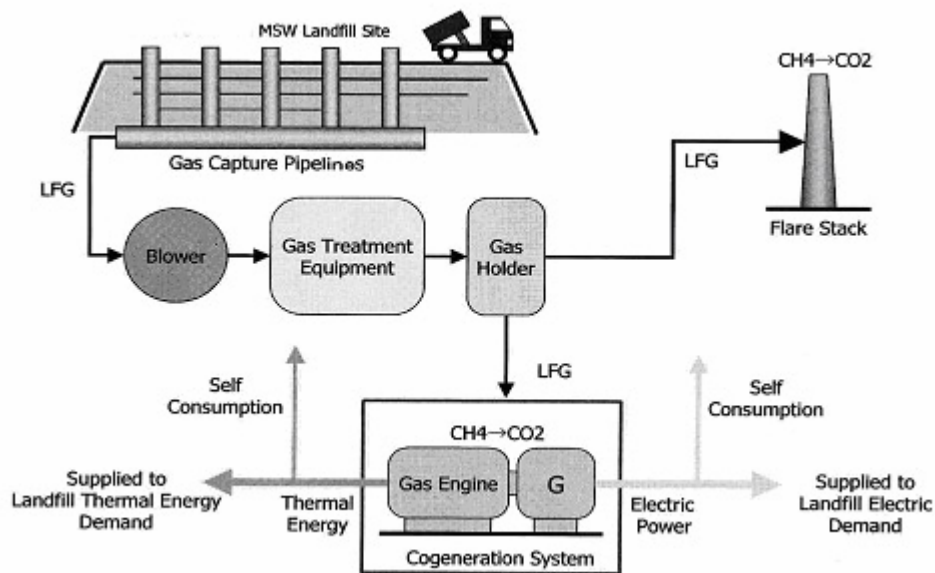 MSW Landfill Site
CH4→CO2
Gas Capture Pipelines
LFG
LFG
Flare Stack
Blower
Gas Treatment
Equipment
Gas
Holder
LFG
Self
Consumption
Self
Consumption
CH4→CO2
Gas Engine
G
Supplied to
Landfill Thermal Energy
Demand
Thermal
Energy
Electric
Power
Supplied to
Landfill Electric
Demand
Cogeneration System